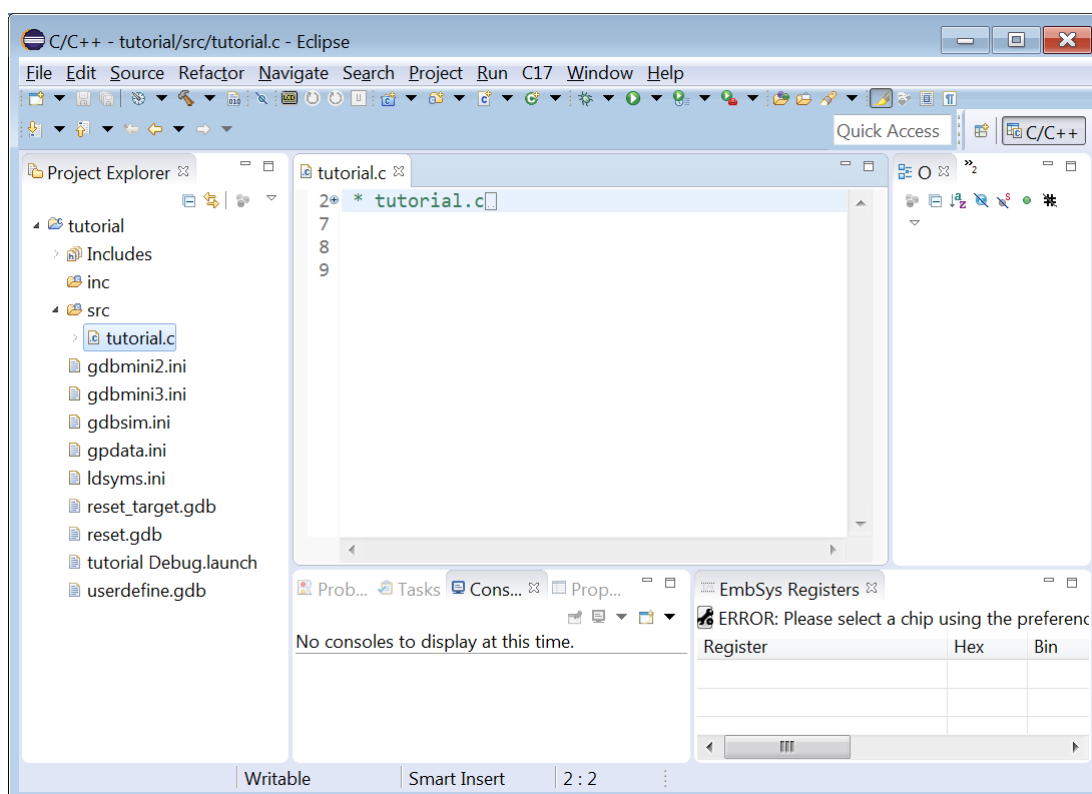 C/C++ - tutorial/src/tutorial.c - Eclipse
File Edit Source Refactor Navigate Search Project Run C17 Window Help
Quick Access
C/C++
Project Explorer
tutorial
Includes
inc
src
tutorial.c
gdbmini2.ini
gdbmini3.ini
gdbsim.ini
gpdata.ini
ldsyms.ini
reset_target.gdb
reset.gdb
tutorial Debug.launch
userdefine.gdb
tutorial.c
2 * tutorial.c
7
8
9
O
»2
Prob... Tasks Cons... Prop...
No consoles to display at this time.
EmbSys Registers
ERROR: Please select a chip using the preferenc
Register Hex Bin
Writable Smart Insert 2 : 2